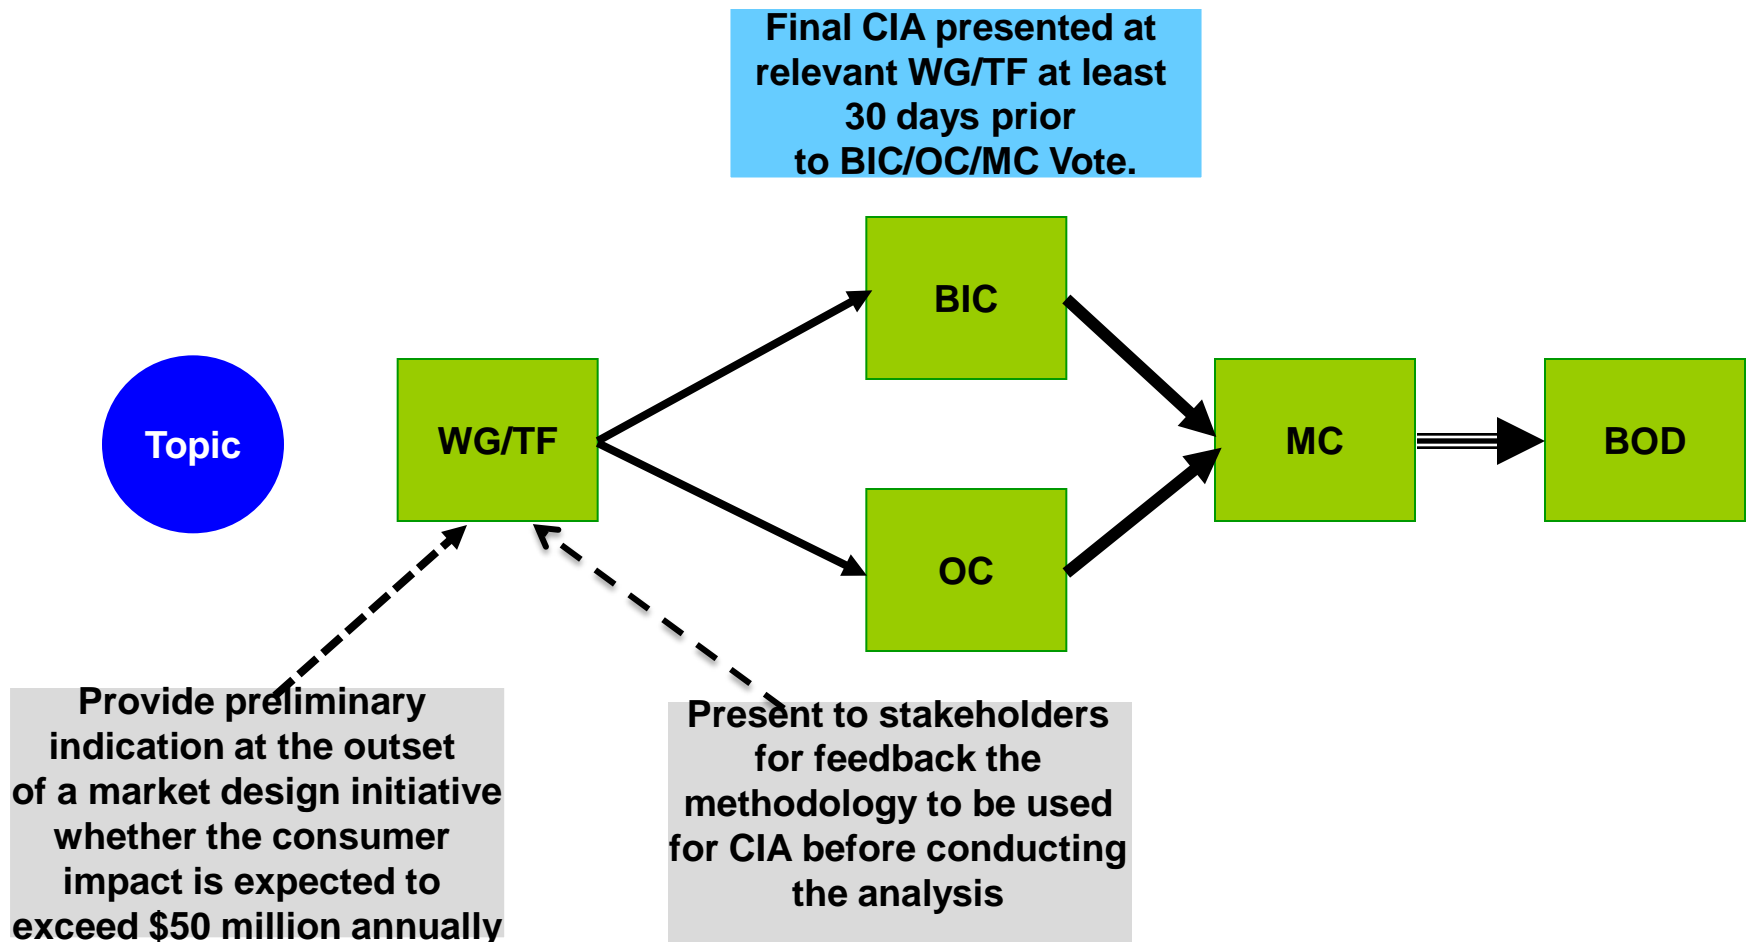 Final CIA presented at
relevant WG/TF at least
30 days prior
to BIC/OC/MC Vote.
BIC
Topic
WG/TF
MC
BOD
OC
Provide preliminary
indication at the outset
of a market design initiative
whether the consumer
impact is expected to
exceed $50 million annually
Present to stakeholders
for feedback the
methodology to be used
for CIA before conducting
the analysis